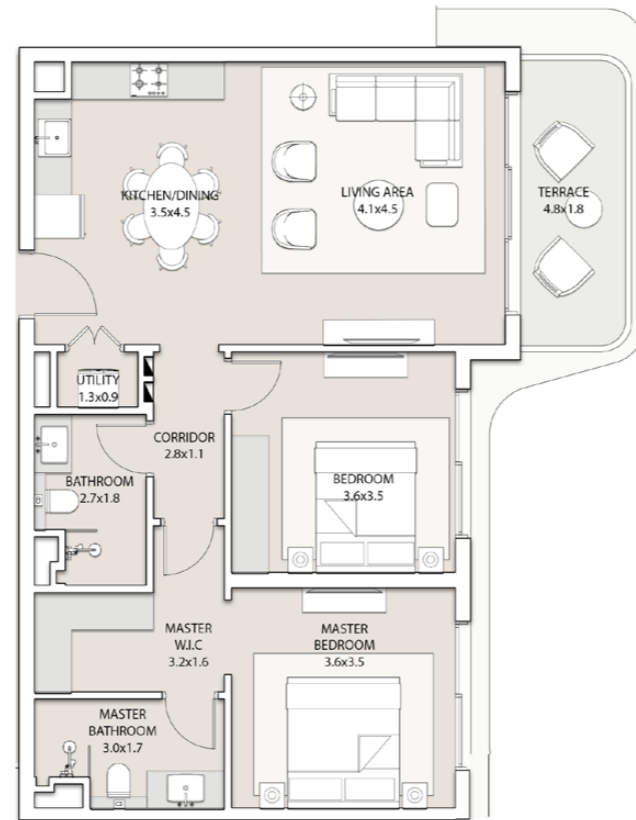 KITCHEN/DINING
3.5x4.5
LIVING AREA
4.1x4.5
TERRACE
4.8x1.8
UTILITY
1.3x0.9
CORRIDOR
2.8x1.1
BATHROOM
2.7x1.8
BEDROOM
3.6x3.5
MASTER
W.I.C
3.2x1.6
MASTER
BEDROOM
3.6x3.5
MASTER
BATHROOM
3.0x1.7